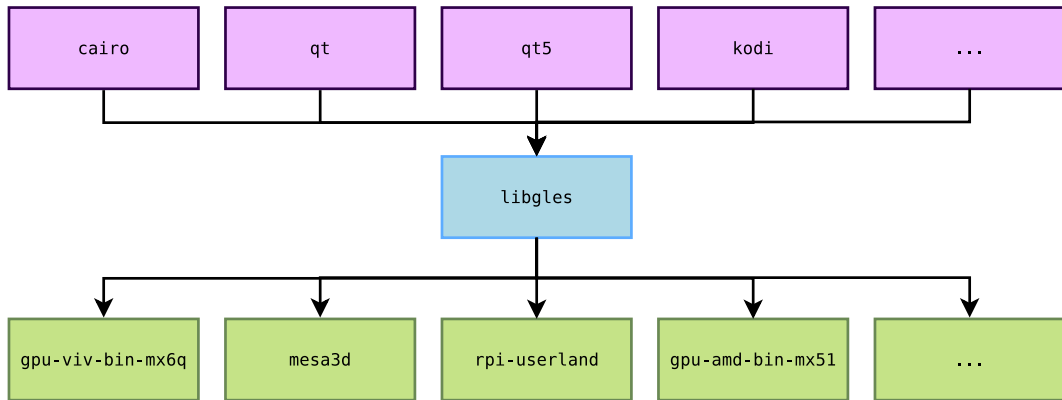 cairo
qt
qt5
kodi
...
libgles
gpu-viv-bin-mx6q
mesa3d
rpi-userland
gpu-amd-bin-mx51
...